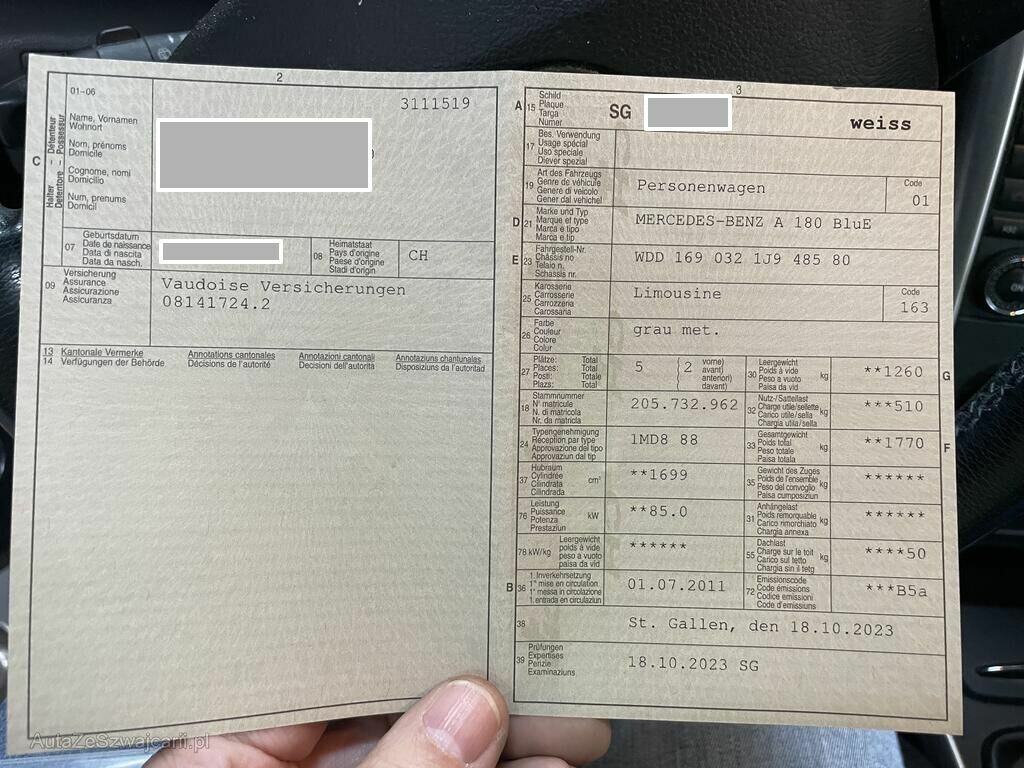 2
01–06
3111519
C
Halter – Détenteur
Detentore – Possessur
Name, Vornamen
Wohnort
Nom, prénoms
Domicile
Cognome, nomi
Domicilio
Num, prenums
Domicil
07
Geburtsdatum
Date de naissance
Data di nascita
Data da nasch.
08
Heimatstaat
Pays d'origine
Paese d'origine
Stadi d'origin
CH
09
Versicherung
Assurance
Assicurazione
Assicuranza
Vaudoise Versicherungen
08141724.2
13 Kantonale Vermerke
14 Verfügungen der Behörde
Annotations cantonales
Décisions de l'autorité
Annotazioni cantonali
Decisioni dell'autorità
Annotaziuns chantunalas
Disposiziuns da l'autoritad
3
A 15
Schild
Plaque
Targa
Numer
SG
weiss
17
Bes. Verwendung
Usage spécial
Uso speciale
Diever spezial
19
Art des Fahrzeugs
Genre de véhicule
Genere di veicolo
Gener dal vehichel
Personenwagen
Code
01
D 21
Marke und Typ
Marque et type
Marca e tipo
Marca e tip
MERCEDES-BENZ A 180 BluE
E 23
Fahrgestell-Nr.
Châssis no
Telaio n.
Schassis nr.
WDD 169 032 1J9 485 80
25
Karosserie
Carrosserie
Carrozzeria
Carossaria
Limousine
Code
163
26
Farbe
Couleur
Colore
Colur
grau met.
27
Plätze: Total
Places: Total
Posti: Totale
Plazs: Total
5 (2
vorne)
avant)
anteriori)
davant)
30
Leergewicht
Poids à vide
Peso a vuoto
Paisa da vid
kg
**1260
G
18
Stammnummer
N° matricule
N. di matricola
Nr. da matricla
205.732.962
32
Nutz-/Sattellast
Charge utile/sellette
Carico utile/sella
Chargia utila/sella
kg
***510
24
Typengenehmigung
Réception par type
Approvazione del tipo
Approvaziun dal tip
1MD8 88
33
Gesamtgewicht
Poids total
Peso totale
Paisa totala
kg
**1770
F
37
Hubraum
Cylindrée
Cilindrata
Cilindrada
cm³
**1699
35
Gewicht des Zuges
Poids de l'ensemble
Peso del convoglio
Paisa cumposiziun
kg
******
76
Leistung
Puissance
Potenza
Prestaziun
kW
**85.0
31
Anhängelast
Poids remorquable
Carico rimorchiato
Chargia annexa
kg
******
78 kW/kg
Leergewicht
poids à vide
peso a vuoto
paisa da vid
******
55
Dachlast
Charge sur le toit
Carico sul tetto
Chargia sin il tetg
kg
****50
B 36
1. Inverkehrsetzung
1re mise en circulation
1a messa in circolazione
1. entrada en circulaziun
01.07.2011
72
Emissionscode
Code émissions
Codice emissioni
Code d'emissiuns
***B5a
38
St. Gallen, den 18.10.2023
39
Prüfungen
Expertises
Perizie
Examinaziuns
18.10.2023 SG
AutaZeSzwajcarii.pl